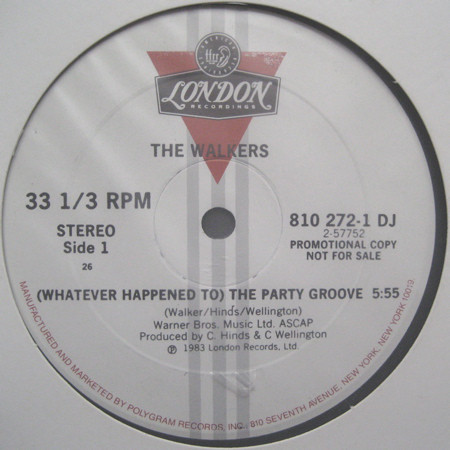 LONDON
RECORDINGS
THE WALKERS
33 1/3 RPM
STEREO
Side 1
26
810 272-1 DJ
2-57752
PROMOTIONAL COPY
NOT FOR SALE
(WHATEVER HAPPENED TO) THE PARTY GROOVE 5:55
(Walker/Hinds/Wellington)
Warner Bros. Music Ltd. ASCAP
Produced by C. Hinds & C Wellington
℗ 1983 London Records, Ltd.
MANUFACTURED AND MARKETED BY POLYGRAM RECORDS, INC. 810 SEVENTH AVENUE, NEW YORK, NEW YORK 10019